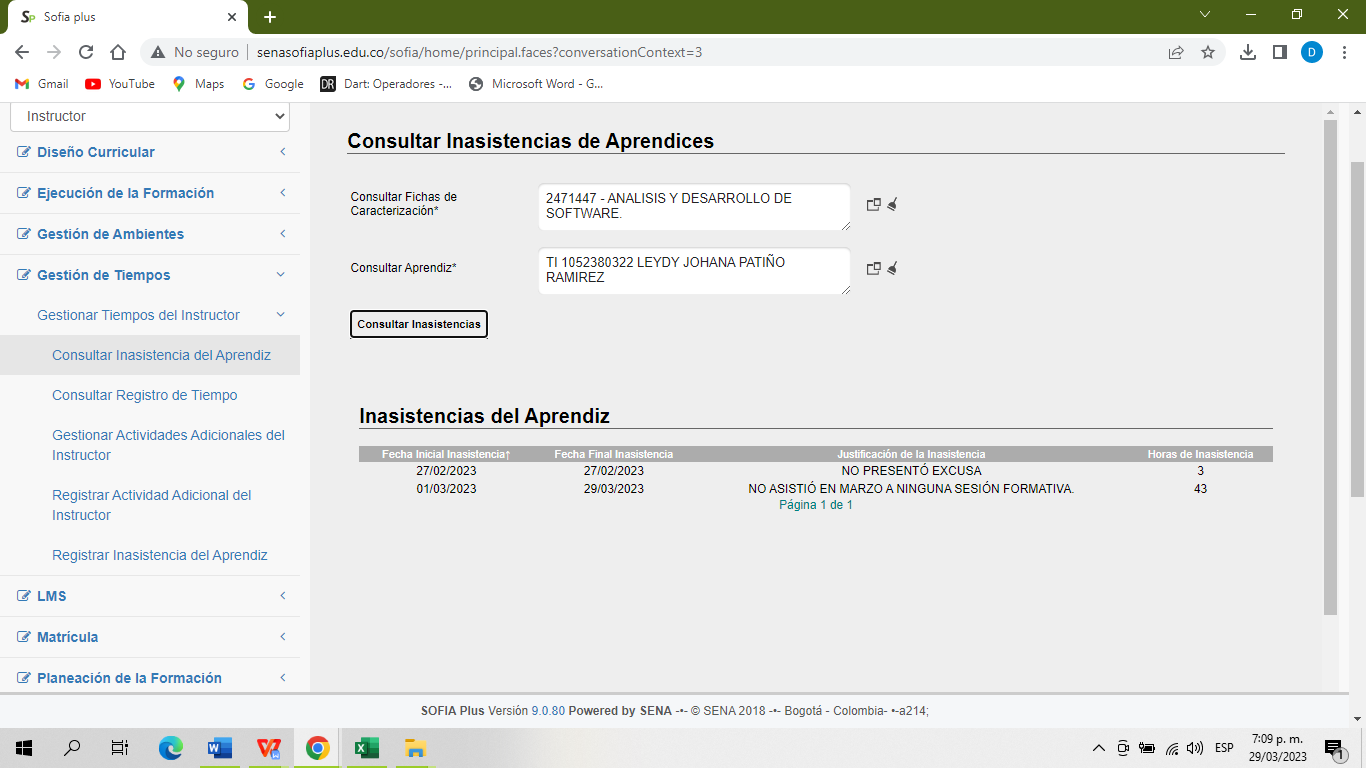 Sofia plus
No seguro
senasofiaplus.edu.co/sofia/home/principal.faces?conversationContext=3
D
Gmail
YouTube
Maps
Google
DR Dart: Operadores -...
Microsoft Word - G...
Instructor
Diseño Curricular
Ejecución de la Formación
Gestión de Ambientes
Gestión de Tiempos
Gestionar Tiempos del Instructor
Consultar Inasistencia del Aprendiz
Consultar Registro de Tiempo
Gestionar Actividades Adicionales del
Instructor
Registrar Actividad Adicional del
Instructor
Registrar Inasistencia del Aprendiz
LMS
Matrícula
Planeación de la Formación
Consultar Inasistencias de Aprendices
Consultar Fichas de
Caracterización*
2471447 - ANALISIS Y DESARROLLO DE
SOFTWARE.
Consultar Aprendiz*
TI 1052380322 LEYDY JOHANA PATIÑO
RAMIREZ
Consultar Inasistencias
Inasistencias del Aprendiz
Fecha Inicial Inasistencia↑ Fecha Final Inasistencia Justificación de la Inasistencia Horas de Inasistencia
27/02/2023 27/02/2023 NO PRESENTÓ EXCUSA 3
01/03/2023 29/03/2023 NO ASISTIÓ EN MARZO A NINGUNA SESIÓN FORMATIVA. 43
Página 1 de 1
SOFIA Plus Versión 9.0.80 Powered by SENA -•- © SENA 2018 -•- Bogotá - Colombia- •-a214;
ESP
7:09 p. m.
29/03/2023
1